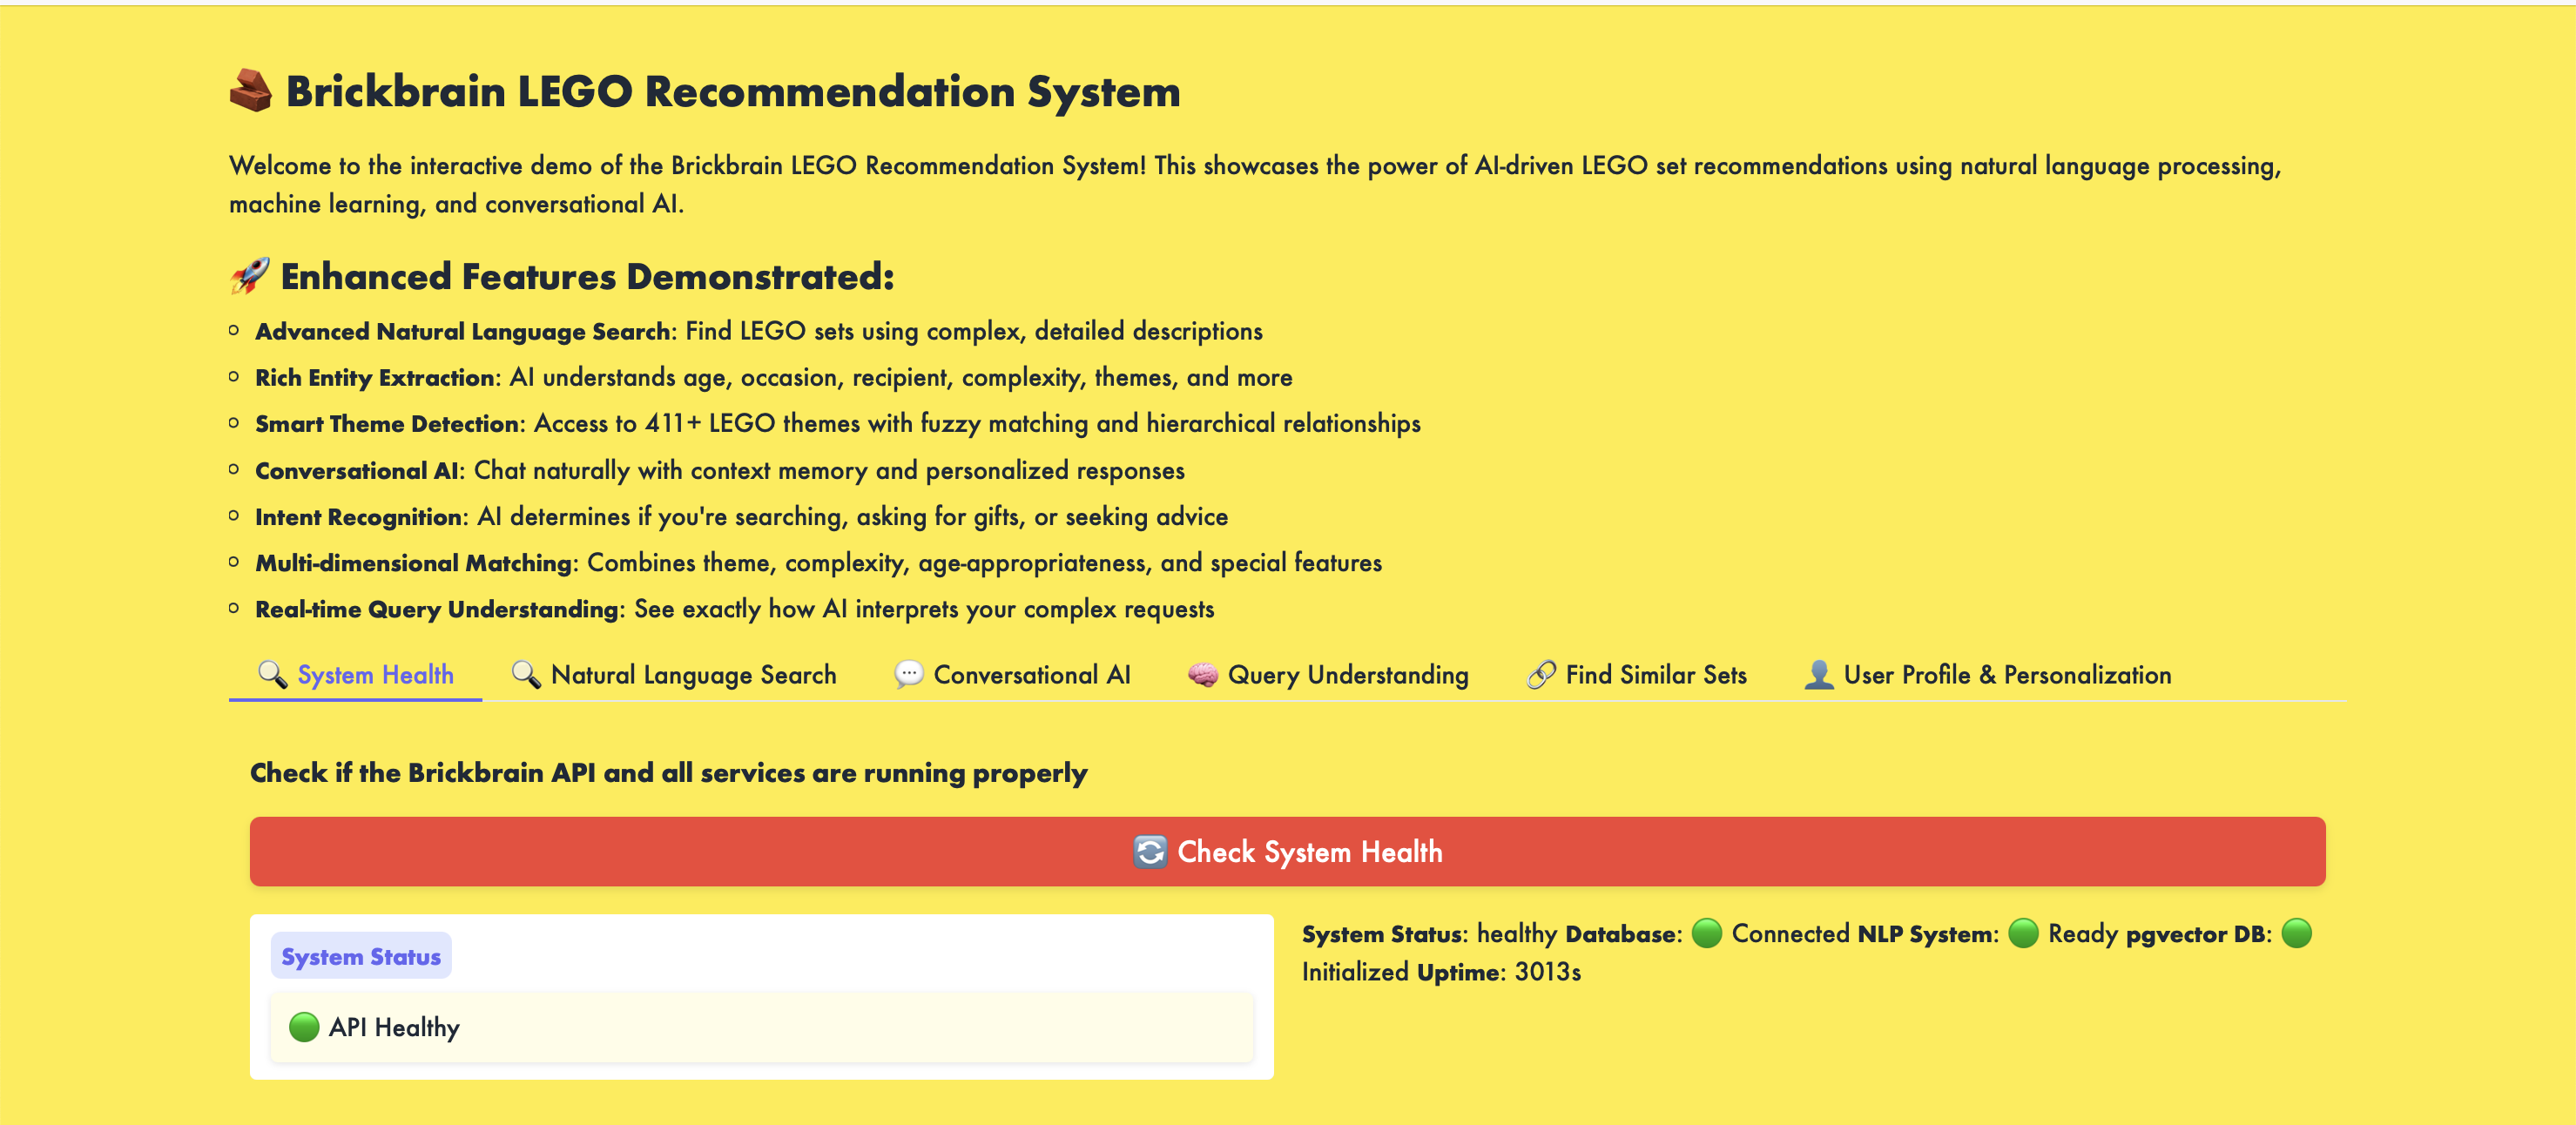 Brickbrain LEGO Recommendation System
Welcome to the interactive demo of the Brickbrain LEGO Recommendation System! This showcases the power of AI-driven LEGO set recommendations using natural language processing,
machine learning, and conversational AI.
Enhanced Features Demonstrated:
Advanced Natural Language Search: Find LEGO sets using complex, detailed descriptions
Rich Entity Extraction: AI understands age, occasion, recipient, complexity, themes, and more
Smart Theme Detection: Access to 411+ LEGO themes with fuzzy matching and hierarchical relationships
Conversational AI: Chat naturally with context memory and personalized responses
Intent Recognition: AI determines if you're searching, asking for gifts, or seeking advice
Multi-dimensional Matching: Combines theme, complexity, age-appropriateness, and special features
Real-time Query Understanding: See exactly how AI interprets your complex requests
System Health Natural Language Search Conversational AI Query Understanding Find Similar Sets User Profile & Personalization
Check if the Brickbrain API and all services are running properly
Check System Health
System Status
API Healthy
System Status: healthy Database: Connected NLP System: Ready pgvector DB:
Initialized Uptime: 3013s